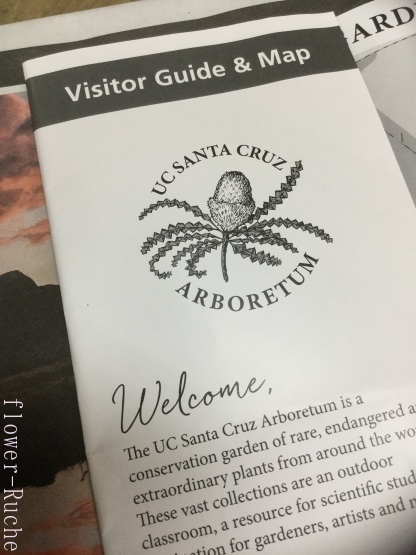 ARD
Visitor Guide & Map
UC SANTA CRUZ
ARBORETUM
Welcome,
The UC Santa Cruz Arboretum is a
conservation garden of rare, endangered
extraordinary plants from around the
These vast collections are an outdoor
classroom, a resource for scientific
for gardeners, artists and
flower-Ruche